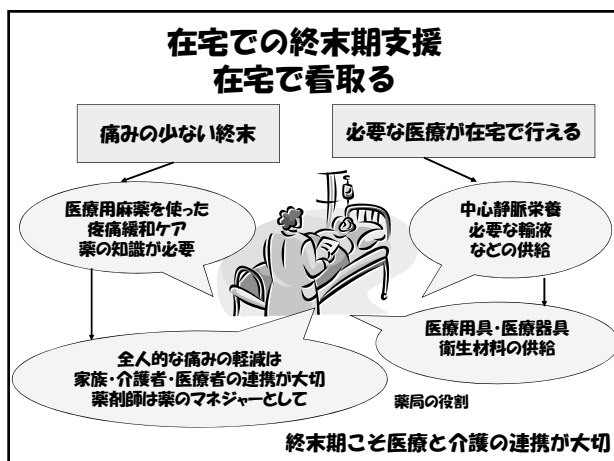 在宅での終末期支援
在宅で看取る
痛みの少ない終末
必要な医療が在宅で行える
医療用麻薬を使った
疼痛緩和ケア
薬の知識が必要
中心静脈栄養
必要な輸液
などの供給
医療用具・医療器具
衛生材料の供給
全人的な痛みの軽減は
家族・介護者・医療者の連携が大切
薬剤師は薬のマネジャーとして
薬局の役割
終末期こそ医療と介護の連携が大切